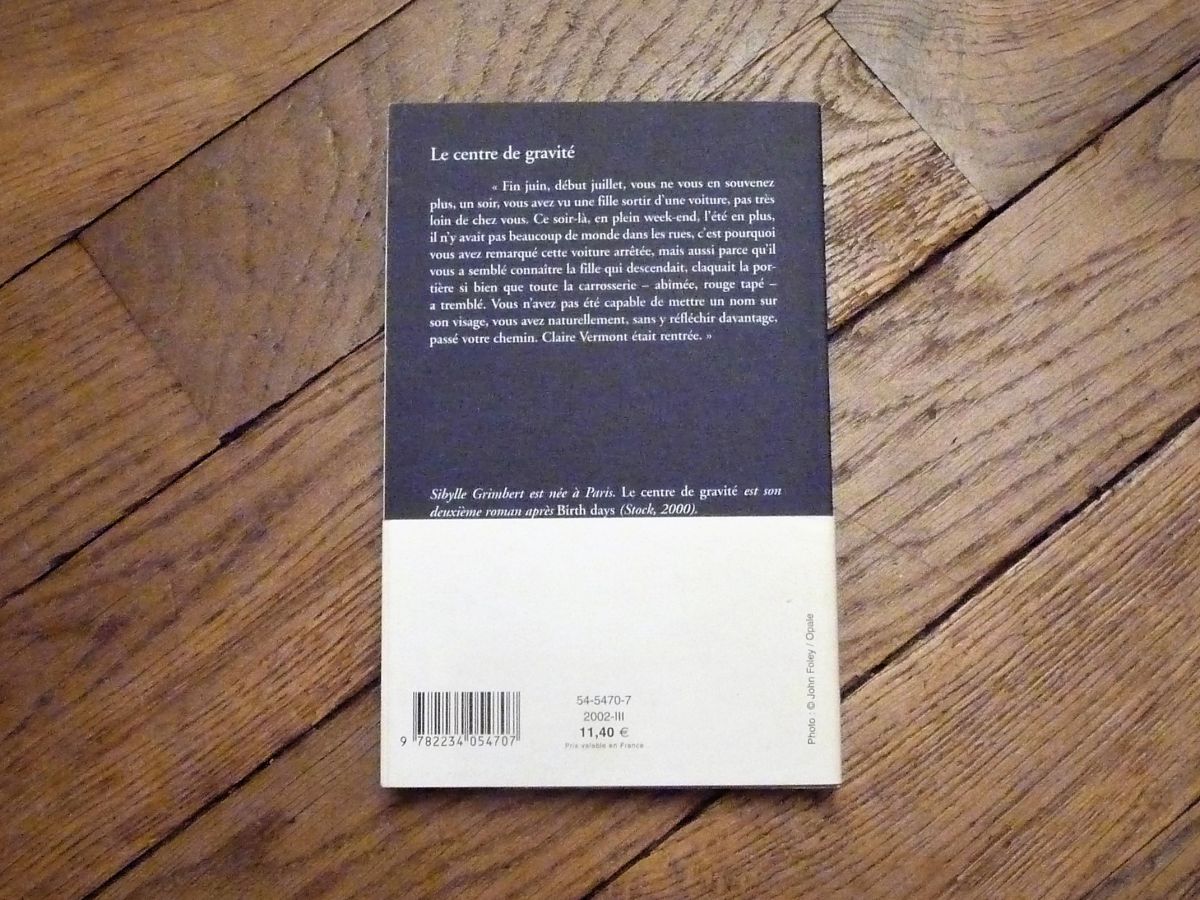 Le centre de gravité
« Fin juin, début juillet, vous ne vous en souvenez
plus, un soir, vous avez vu une fille sortir d'une voiture, pas très
loin de chez vous. Ce soir-là, en plein week-end, l'été en plus,
il n'y avait pas beaucoup de monde dans les rues, c'est pourquoi
vous avez remarqué cette voiture arrêtée, mais aussi parce qu'il
vous a semblé connaître la fille qui descendait, claquait la por-
tière si bien que toute la carrosserie – abimée, rouge tapé –
a tremblé. Vous n'avez pas été capable de mettre un nom sur
son visage, vous avez naturellement, sans y réfléchir davantage,
passé votre chemin. Claire Vermont était rentrée. »
Sibylle Grimbert est née à Paris. Le centre de gravité est son
deuxième roman après Birth days (Stock, 2000).
Photo : © John Foley / Opale
54-5470-7
2002-III
11,40 €
Prix valable en France
9 782234 054707